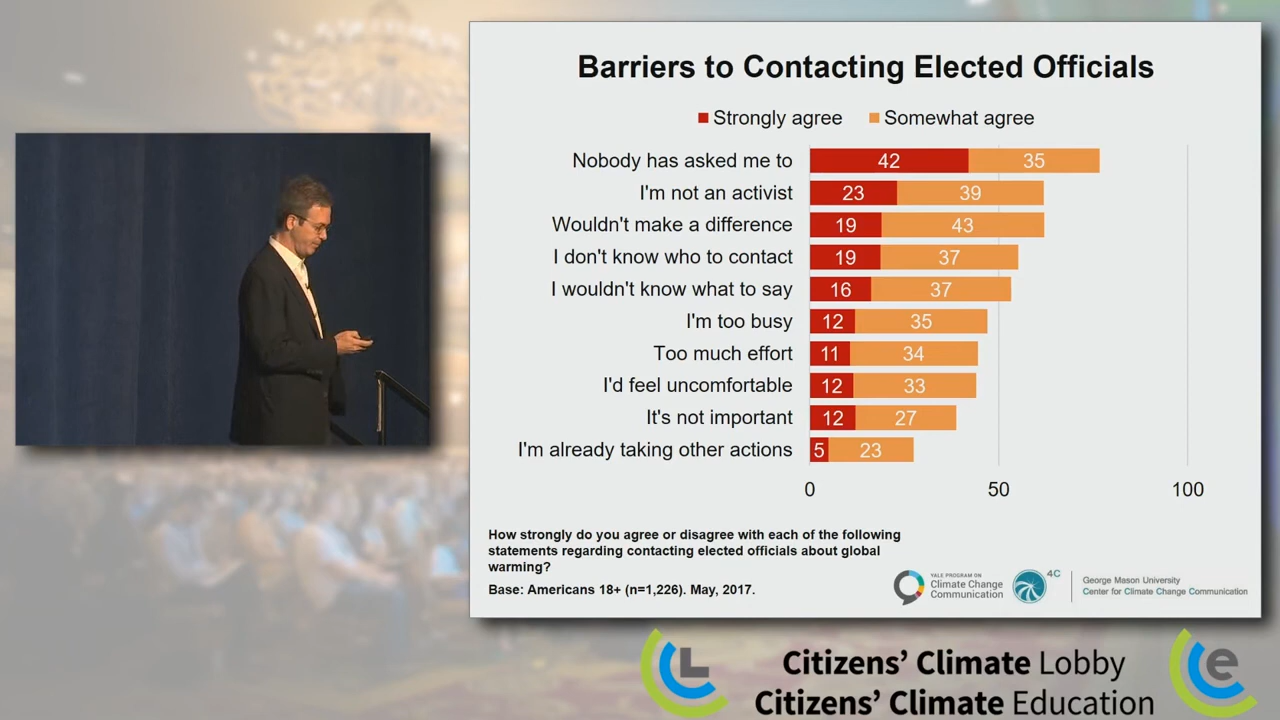 Barriers to Contacting Elected Officials
Strongly agree Somewhat agree
Nobody has asked me to 42 35
I'm not an activist 23 39
Wouldn't make a difference 19 43
I don't know who to contact 19 37
I wouldn't know what to say 16 37
I'm too busy 12 35
Too much effort 11 34
I'd feel uncomfortable 12 33
It's not important 12 27
I'm already taking other actions 5 23
0 50 100
How strongly do you agree or disagree with each of the following
statements regarding contacting elected officials about global
warming?
Base: Americans 18+ (n=1,226). May, 2017.
YALE PROGRAM ON
Climate Change
Communication
4C
George Mason University
Center for Climate Change Communication
L
Citizens' Climate Lobby
Citizens' Climate Education
e